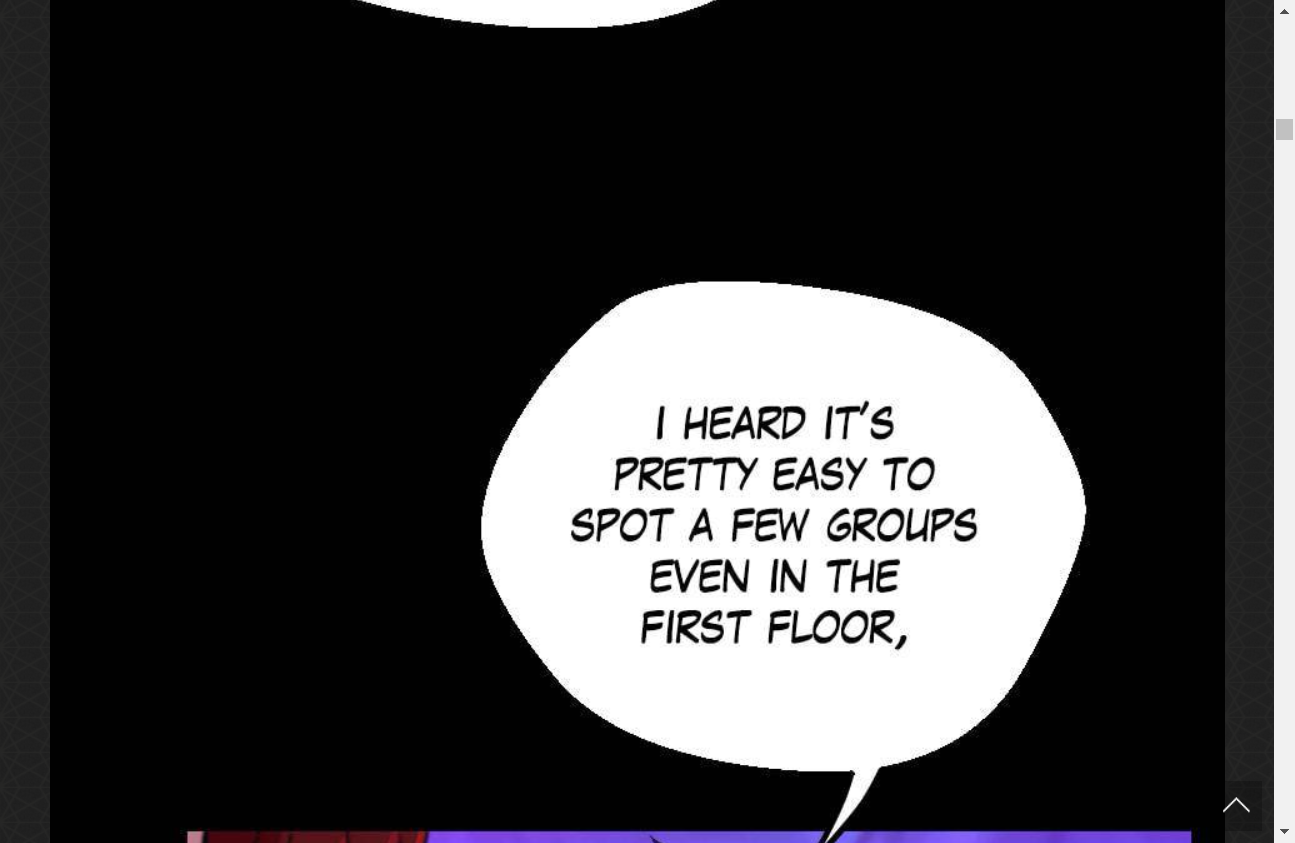 I HEARD IT'S
PRETTY EASY TO
SPOT A FEW GROUPS
EVEN IN THE
FIRST FLOOR,